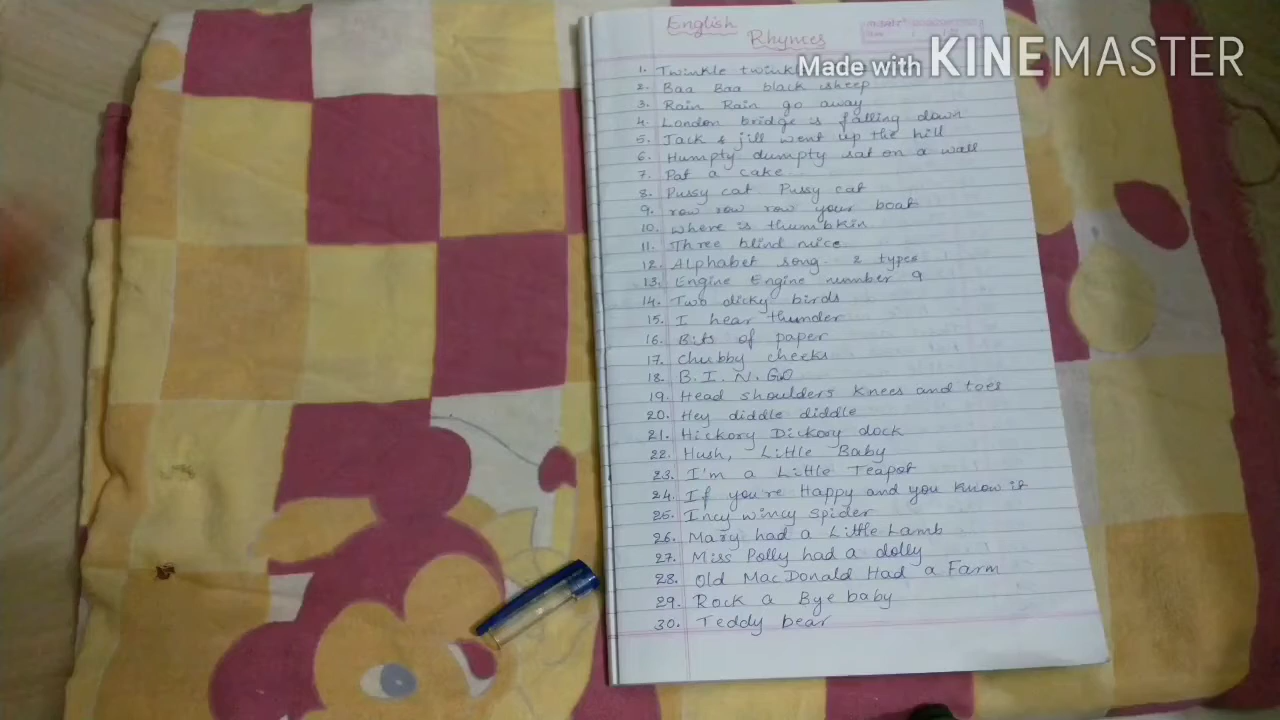 English
Rhymes
Made with KINEMASTER
1. Twinkle twinkle
2. Baa Baa black sheep
3. Rain Rain go away
4. London bridge is falling down
5. Jack & jill went up the hill
6. Humpty dumpty sat on a wall
7. Pat a cake
8. Pussy cat Pussy cat
9. row row row your boat
10. where is thumbkin
11. Three blind mice
12. Alphabet song - 2 types
13. Engine Engine number 9
14. Two dicky birds
15. I hear thunder
16. Bits of paper
17. chubby cheeks
18. B.I.N.GO
19. Head shoulders knees and toes
20. Hey diddle diddle
21. Hickory Dickory dock
22. Hush, Little Baby
23. I'm a Little Teapot
24. If you're Happy and you know it
25. Incy wincy spider
26. Mary had a Little Lamb
27. Miss Polly had a dolly
28. Old MacDonald Had a Farm
29. Rock a Bye baby
30. Teddy bear